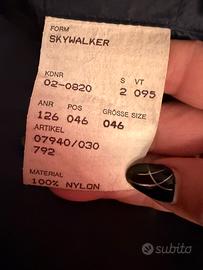 FORM
SKYWALKER
KDNR S VT
02-0820 2 095
ANR POS GRÖSSE SIZE
126 046 046
ARTIKEL
07940/030
792
MATERIAL
100% NYLON
subito